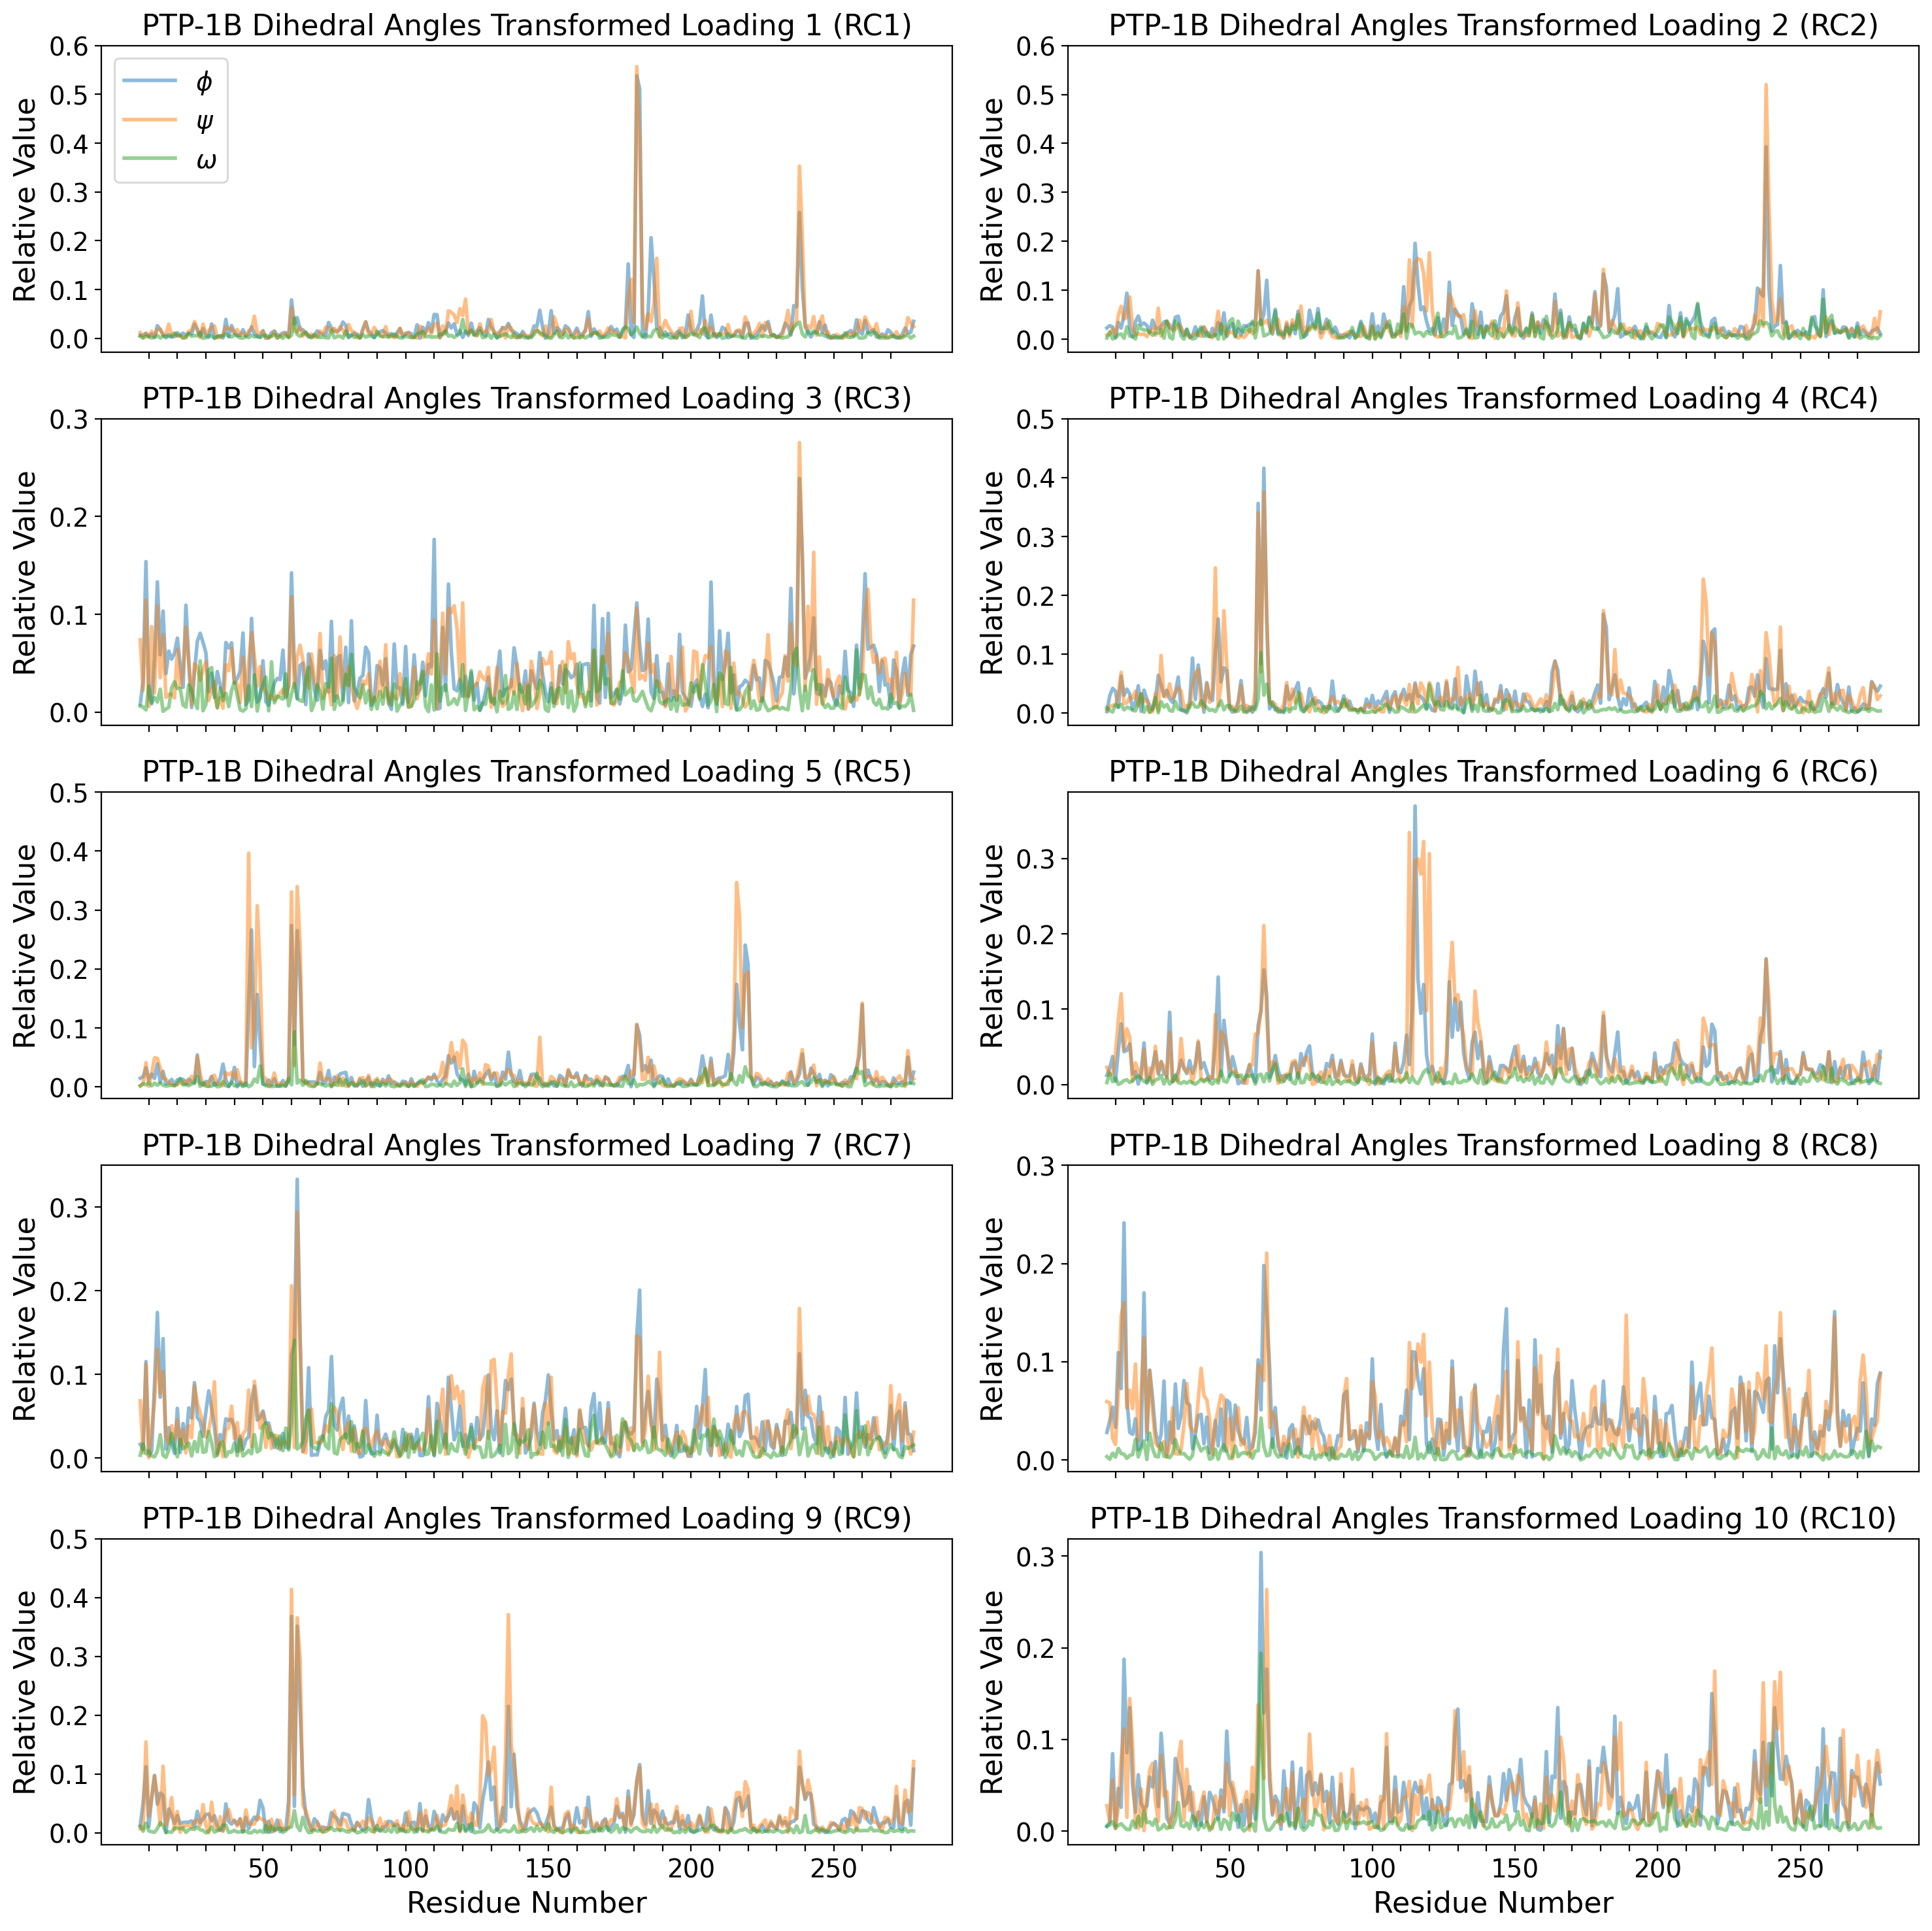 PTP-1B Dihedral Angles Transformed Loading 1 (RC1)
Relative Value
0.6
0.5
0.4
0.3
0.2
0.1
0.0
ϕ
ψ
ω
PTP-1B Dihedral Angles Transformed Loading 2 (RC2)
Relative Value
0.6
0.5
0.4
0.3
0.2
0.1
0.0
PTP-1B Dihedral Angles Transformed Loading 3 (RC3)
Relative Value
0.3
0.2
0.1
0.0
PTP-1B Dihedral Angles Transformed Loading 4 (RC4)
Relative Value
0.5
0.4
0.3
0.2
0.1
0.0
PTP-1B Dihedral Angles Transformed Loading 5 (RC5)
Relative Value
0.5
0.4
0.3
0.2
0.1
0.0
PTP-1B Dihedral Angles Transformed Loading 6 (RC6)
Relative Value
0.3
0.2
0.1
0.0
PTP-1B Dihedral Angles Transformed Loading 7 (RC7)
Relative Value
0.3
0.2
0.1
0.0
PTP-1B Dihedral Angles Transformed Loading 8 (RC8)
Relative Value
0.3
0.2
0.1
0.0
PTP-1B Dihedral Angles Transformed Loading 9 (RC9)
Relative Value
0.5
0.4
0.3
0.2
0.1
0.0
50 100 150 200 250
Residue Number
PTP-1B Dihedral Angles Transformed Loading 10 (RC10)
Relative Value
0.3
0.2
0.1
0.0
50 100 150 200 250
Residue Number